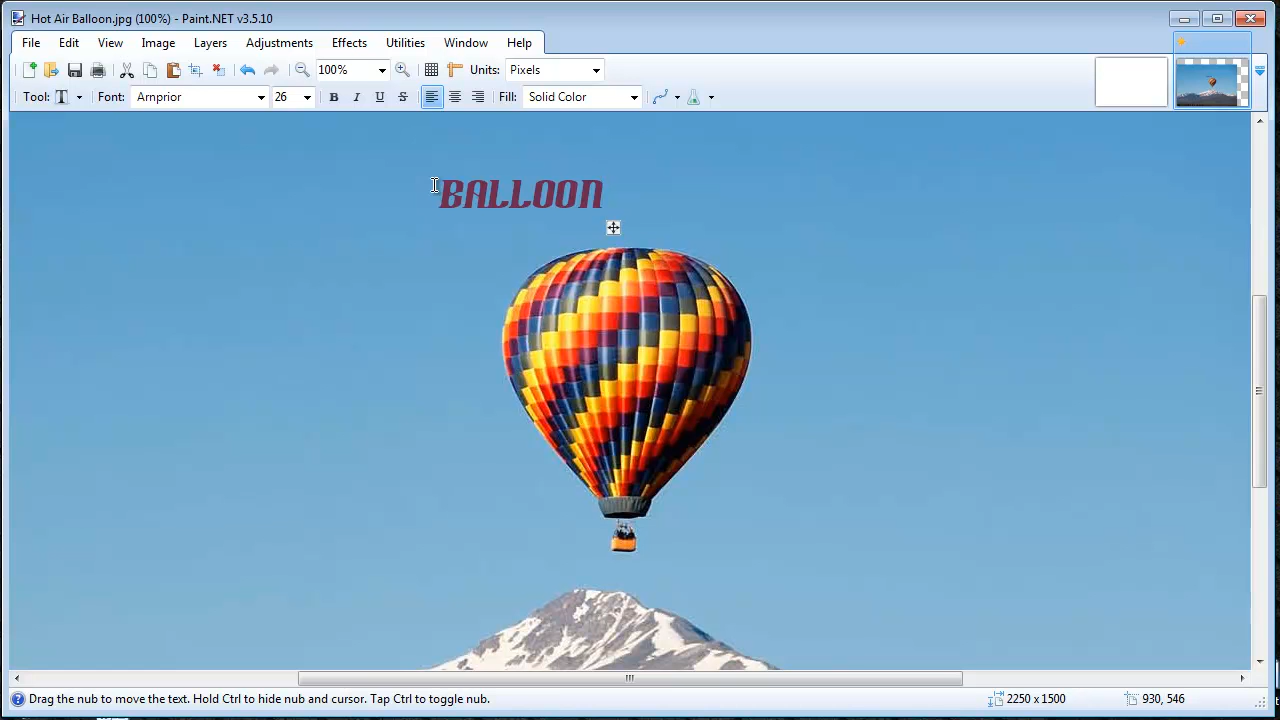 Hot Air Balloon.jpg (100%) - Paint.NET v3.5.10
File Edit View Image Layers Adjustments Effects Utilities Window Help
100% Units: Pixels
Tool: T Font: Arnprior 26 B I U S Fill: Solid Color
BALLOON
Drag the nub to move the text. Hold Ctrl to hide nub and cursor. Tap Ctrl to toggle nub. 2250 x 1500 930, 546